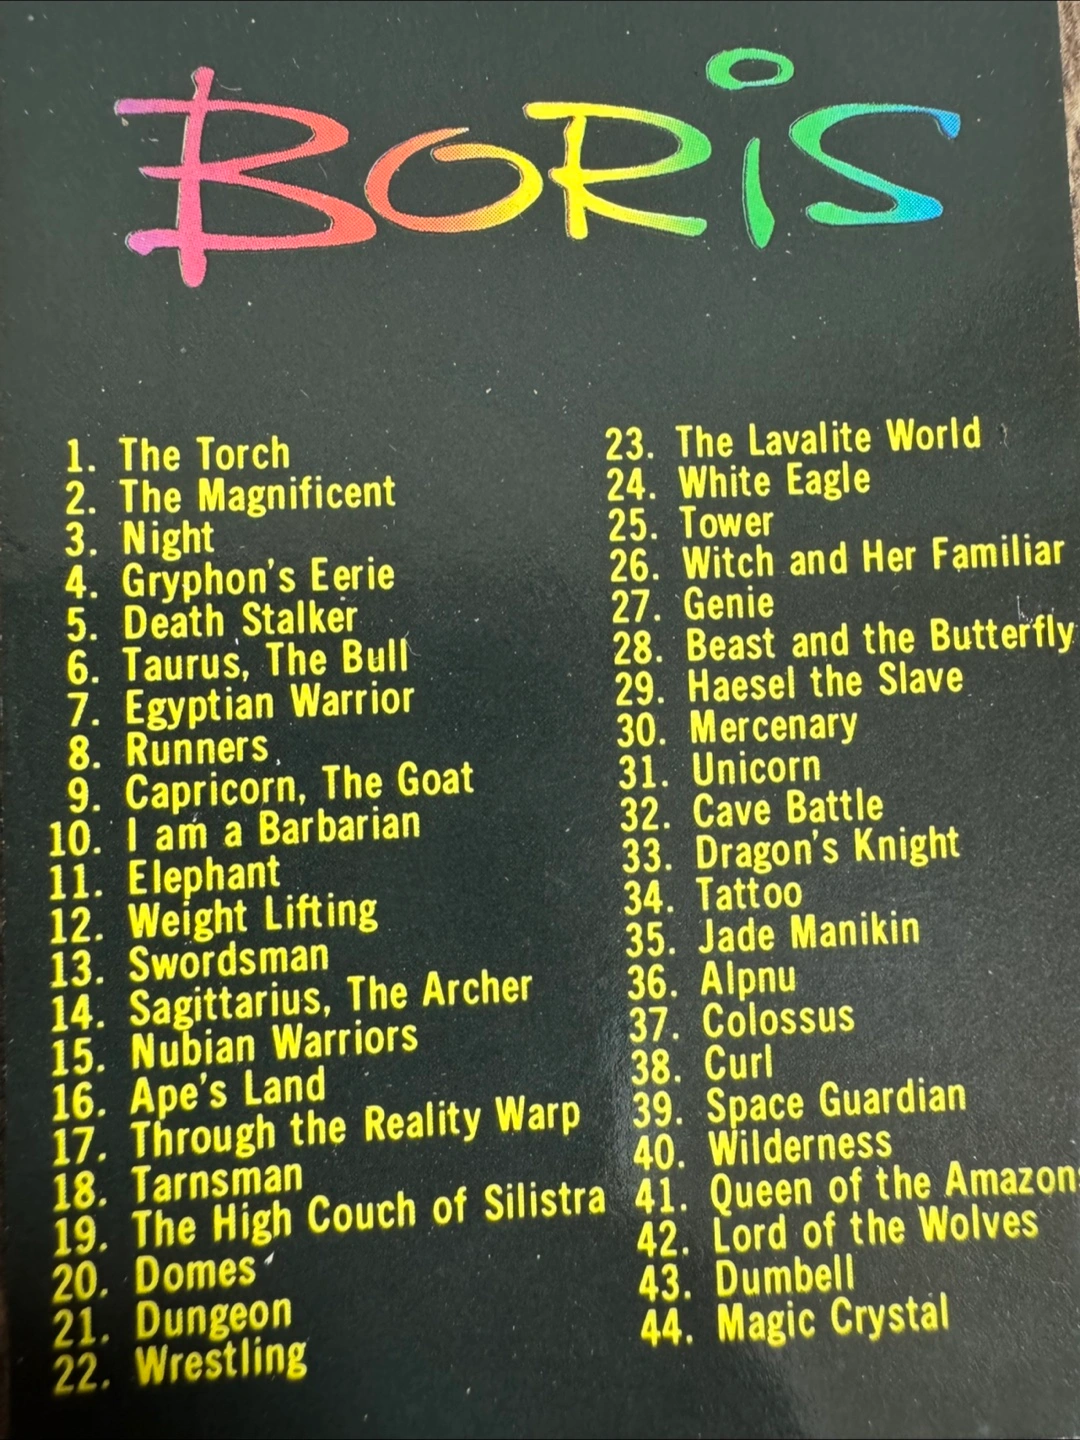 BORiS
1. The Torch
2. The Magnificent
3. Night
4. Gryphon's Eerie
5. Death Stalker
6. Taurus, The Bull
7. Egyptian Warrior
8. Runners
9. Capricorn, The Goat
10. I am a Barbarian
11. Elephant
12. Weight Lifting
13. Swordsman
14. Sagittarius, The Archer
15. Nubian Warriors
16. Ape's Land
17. Through the Reality Warp
18. Tarnsman
19. The High Couch of Silistra
20. Domes
21. Dungeon
22. Wrestling
23. The Lavalite World
24. White Eagle
25. Tower
26. Witch and Her Familiar
27. Genie
28. Beast and the Butterfly
29. Haesel the Slave
30. Mercenary
31. Unicorn
32. Cave Battle
33. Dragon's Knight
34. Tattoo
35. Jade Manikin
36. Alpnu
37. Colossus
38. Curl
39. Space Guardian
40. Wilderness
41. Queen of the Amazons
42. Lord of the Wolves
43. Dumbell
44. Magic Crystal